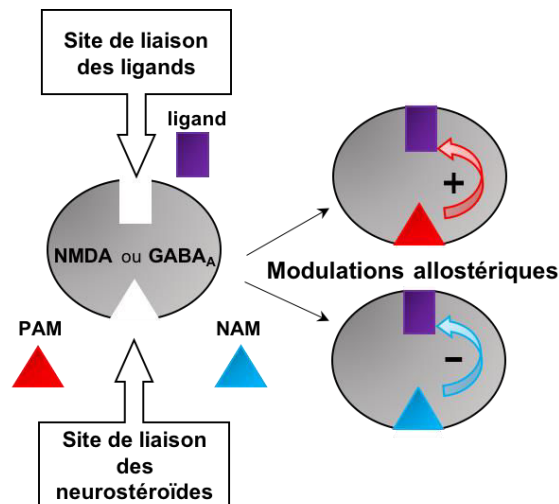 Site de liaison
des ligands
ligand
NMDA ou GABAA
PAM
NAM
+
Modulations allostériques
-
Site de liaison
des
neurostéroïdes